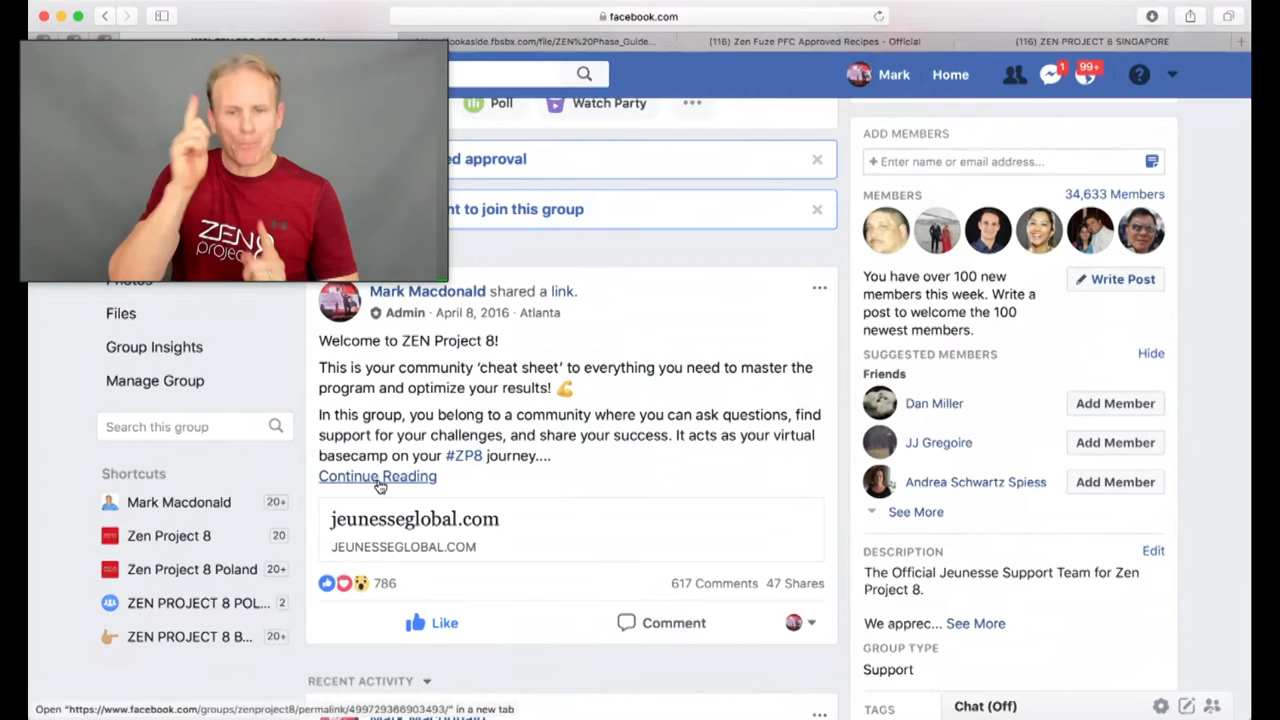 facebook.com
ookaside.fbsbx.com/file/ZEN%20Phase_Guide...
(116) Zen Fuze PFC Approved Recipes - Official
(116) ZEN PROJECT 8 SINGAPORE
Mark
Home
1
99+
Poll
Watch Party
ed approval
nt to join this group
ZEN
project
Photos
Files
Group Insights
Manage Group
Search this group
Shortcuts
Mark Macdonald 20+
Zen Project 8 20
Zen Project 8 Poland 20+
ZEN PROJECT 8 POL... 2
ZEN PROJECT 8 B... 20+
Mark Macdonald shared a link.
Admin · April 8, 2016 · Atlanta
Welcome to ZEN Project 8!
This is your community ‘cheat sheet’ to everything you need to master the
program and optimize your results!
In this group, you belong to a community where you can ask questions, find
support for your challenges, and share your success. It acts as your virtual
basecamp on your #ZP8 journey....
Continue Reading
jeunesseglobal.com
JEUNESSEGLOBAL.COM
786
617 Comments 47 Shares
Like
Comment
RECENT ACTIVITY
Mark Macdonald
ADD MEMBERS
+ Enter name or email address...
MEMBERS
34,633 Members
You have over 100 new
members this week. Write a
post to welcome the 100
newest members.
Write Post
SUGGESTED MEMBERS
Hide
Friends
Dan Miller
Add Member
JJ Gregoire
Add Member
Andrea Schwartz Spiess
Add Member
See More
DESCRIPTION
Edit
The Official Jeunesse Support Team for Zen
Project 8.
We apprec... See More
GROUP TYPE
Support
TAGS
Chat (Off)
Open "https://www.facebook.com/groups/zenproject8/permalink/499729366903493/" in a new tab